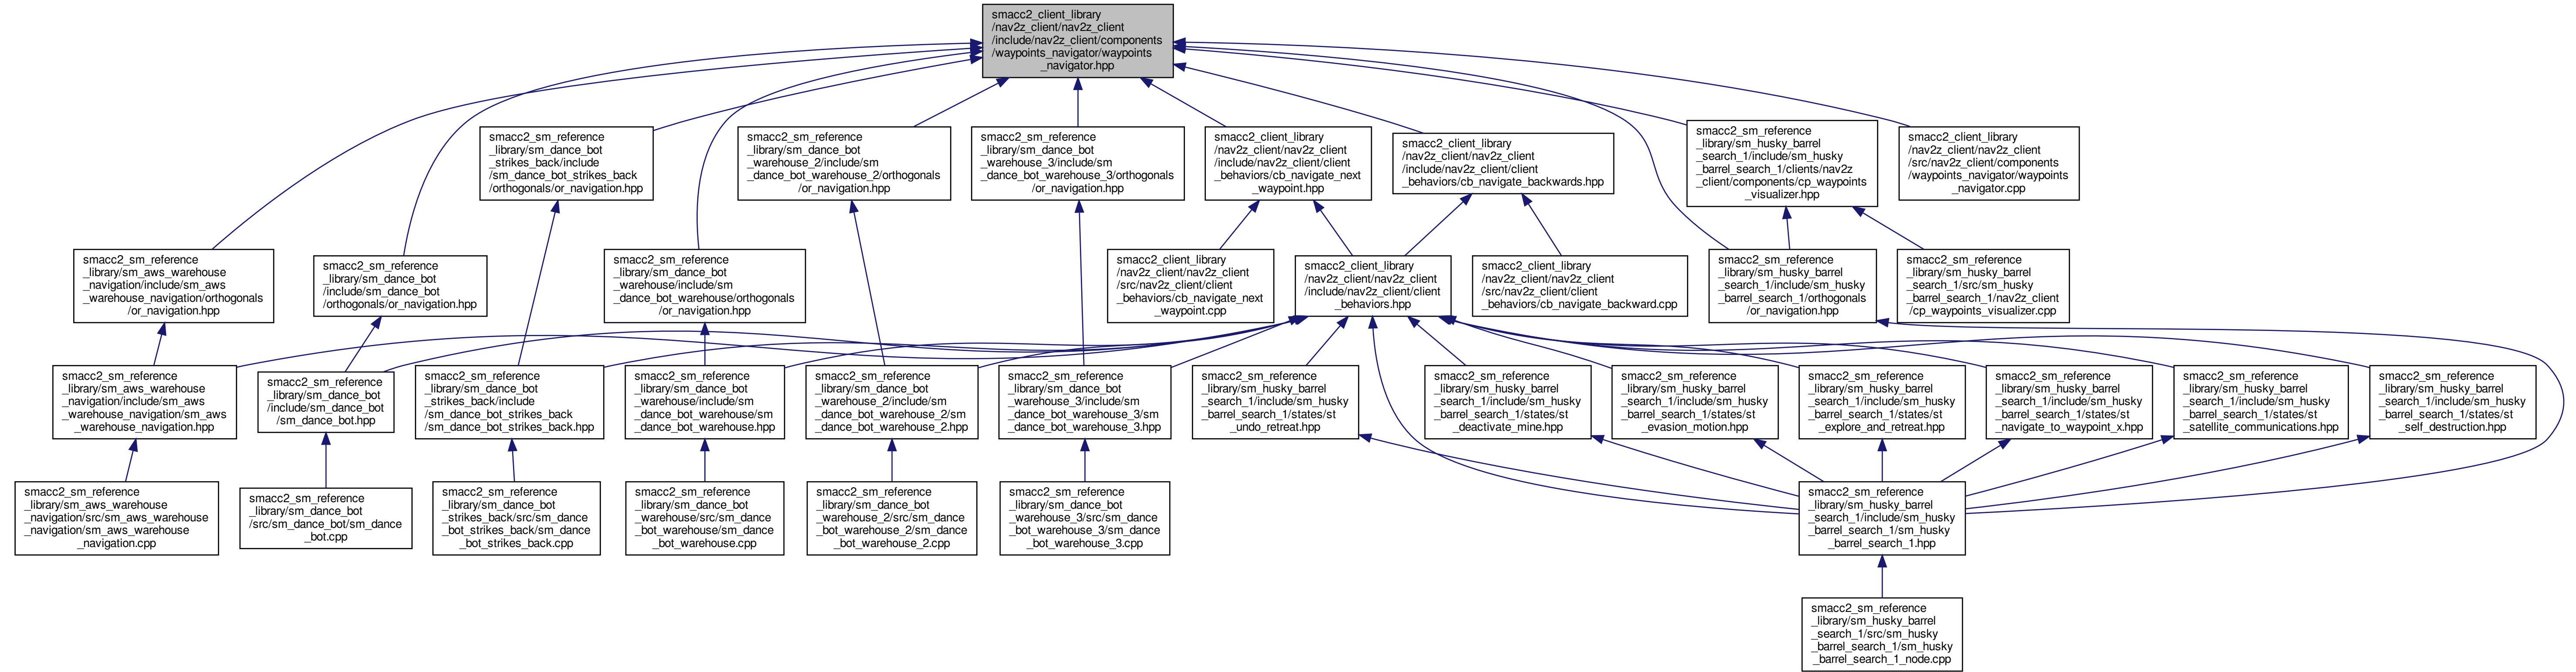 smacc2_client_library
/nav2z_client/nav2z_client
/include/nav2z_client/components
/waypoints_navigator/waypoints
_navigator.hpp
smacc2_sm_reference
_library/sm_dance_bot
_strikes_back/include
/sm_dance_bot_strikes_back
/orthogonals/or_navigation.hpp
smacc2_sm_reference
_library/sm_dance_bot
_warehouse_2/include/sm
_dance_bot_warehouse_2/orthogonals
/or_navigation.hpp
smacc2_sm_reference
_library/sm_dance_bot
_warehouse_3/include/sm
_dance_bot_warehouse_3/orthogonals
/or_navigation.hpp
smacc2_client_library
/nav2z_client/nav2z_client
/include/nav2z_client/client
_behaviors/cb_navigate_next
_waypoint.hpp
smacc2_client_library
/nav2z_client/nav2z_client
/include/nav2z_client/client
_behaviors/cb_navigate_backwards.hpp
smacc2_sm_reference
_library/sm_husky_barrel
_search_1/include/sm_husky
_barrel_search_1/clients/nav2z
_client/components/cp_waypoints
_visualizer.hpp
smacc2_client_library
/nav2z_client/nav2z_client
/src/nav2z_client/components
/waypoints_navigator/waypoints
_navigator.cpp
smacc2_sm_reference
_library/sm_aws_warehouse
_navigation/include/sm_aws
_warehouse_navigation/orthogonals
/or_navigation.hpp
smacc2_sm_reference
_library/sm_dance_bot
/include/sm_dance_bot
/orthogonals/or_navigation.hpp
smacc2_sm_reference
_library/sm_dance_bot
_warehouse/include/sm
_dance_bot_warehouse/orthogonals
/or_navigation.hpp
smacc2_client_library
/nav2z_client/nav2z_client
/src/nav2z_client/client
_behaviors/cb_navigate_next
_waypoint.cpp
smacc2_client_library
/nav2z_client/nav2z_client
/include/nav2z_client/client
_behaviors.hpp
smacc2_client_library
/nav2z_client/nav2z_client
/src/nav2z_client/client
_behaviors/cb_navigate_backward.cpp
smacc2_sm_reference
_library/sm_husky_barrel
_search_1/include/sm_husky
_barrel_search_1/orthogonals
/or_navigation.hpp
smacc2_sm_reference
_library/sm_husky_barrel
_search_1/src/sm_husky
_barrel_search_1/nav2z_client
/cp_waypoints_visualizer.cpp
smacc2_sm_reference
_library/sm_aws_warehouse
_navigation/include/sm_aws
_warehouse_navigation/sm_aws
_warehouse_navigation.hpp
smacc2_sm_reference
_library/sm_dance_bot
/include/sm_dance_bot
/sm_dance_bot.hpp
smacc2_sm_reference
_library/sm_dance_bot
_strikes_back/include
/sm_dance_bot_strikes_back
/sm_dance_bot_strikes_back.hpp
smacc2_sm_reference
_library/sm_dance_bot
_warehouse/include/sm
_dance_bot_warehouse/sm
_dance_bot_warehouse.hpp
smacc2_sm_reference
_library/sm_dance_bot
_warehouse_2/include/sm
_dance_bot_warehouse_2/sm
_dance_bot_warehouse_2.hpp
smacc2_sm_reference
_library/sm_dance_bot
_warehouse_3/include/sm
_dance_bot_warehouse_3/sm
_dance_bot_warehouse_3.hpp
smacc2_sm_reference
_library/sm_husky_barrel
_search_1/include/sm_husky
_barrel_search_1/states/st
_undo_retreat.hpp
smacc2_sm_reference
_library/sm_husky_barrel
_search_1/include/sm_husky
_barrel_search_1/states/st
_deactivate_mine.hpp
smacc2_sm_reference
_library/sm_husky_barrel
_search_1/include/sm_husky
_barrel_search_1/states/st
_evasion_motion.hpp
smacc2_sm_reference
_library/sm_husky_barrel
_search_1/include/sm_husky
_barrel_search_1/states/st
_explore_and_retreat.hpp
smacc2_sm_reference
_library/sm_husky_barrel
_search_1/include/sm_husky
_barrel_search_1/states/st
_navigate_to_waypoint_x.hpp
smacc2_sm_reference
_library/sm_husky_barrel
_search_1/include/sm_husky
_barrel_search_1/states/st
_satellite_communications.hpp
smacc2_sm_reference
_library/sm_husky_barrel
_search_1/include/sm_husky
_barrel_search_1/states/st
_self_destruction.hpp
smacc2_sm_reference
_library/sm_aws_warehouse
_navigation/src/sm_aws_warehouse
_navigation/sm_aws_warehouse
_navigation.cpp
smacc2_sm_reference
_library/sm_dance_bot
/src/sm_dance_bot/sm_dance
_bot.cpp
smacc2_sm_reference
_library/sm_dance_bot
_strikes_back/src/sm_dance
_bot_strikes_back/sm_dance
_bot_strikes_back.cpp
smacc2_sm_reference
_library/sm_dance_bot
_warehouse/src/sm_dance
_bot_warehouse/sm_dance
_bot_warehouse.cpp
smacc2_sm_reference
_library/sm_dance_bot
_warehouse_2/src/sm_dance
_bot_warehouse_2/sm_dance
_bot_warehouse_2.cpp
smacc2_sm_reference
_library/sm_dance_bot
_warehouse_3/src/sm_dance
_bot_warehouse_3/sm_dance
_bot_warehouse_3.cpp
smacc2_sm_reference
_library/sm_husky_barrel
_search_1/include/sm_husky
_barrel_search_1/sm_husky
_barrel_search_1.hpp
smacc2_sm_reference
_library/sm_husky_barrel
_search_1/src/sm_husky
_barrel_search_1/sm_husky
_barrel_search_1_node.cpp